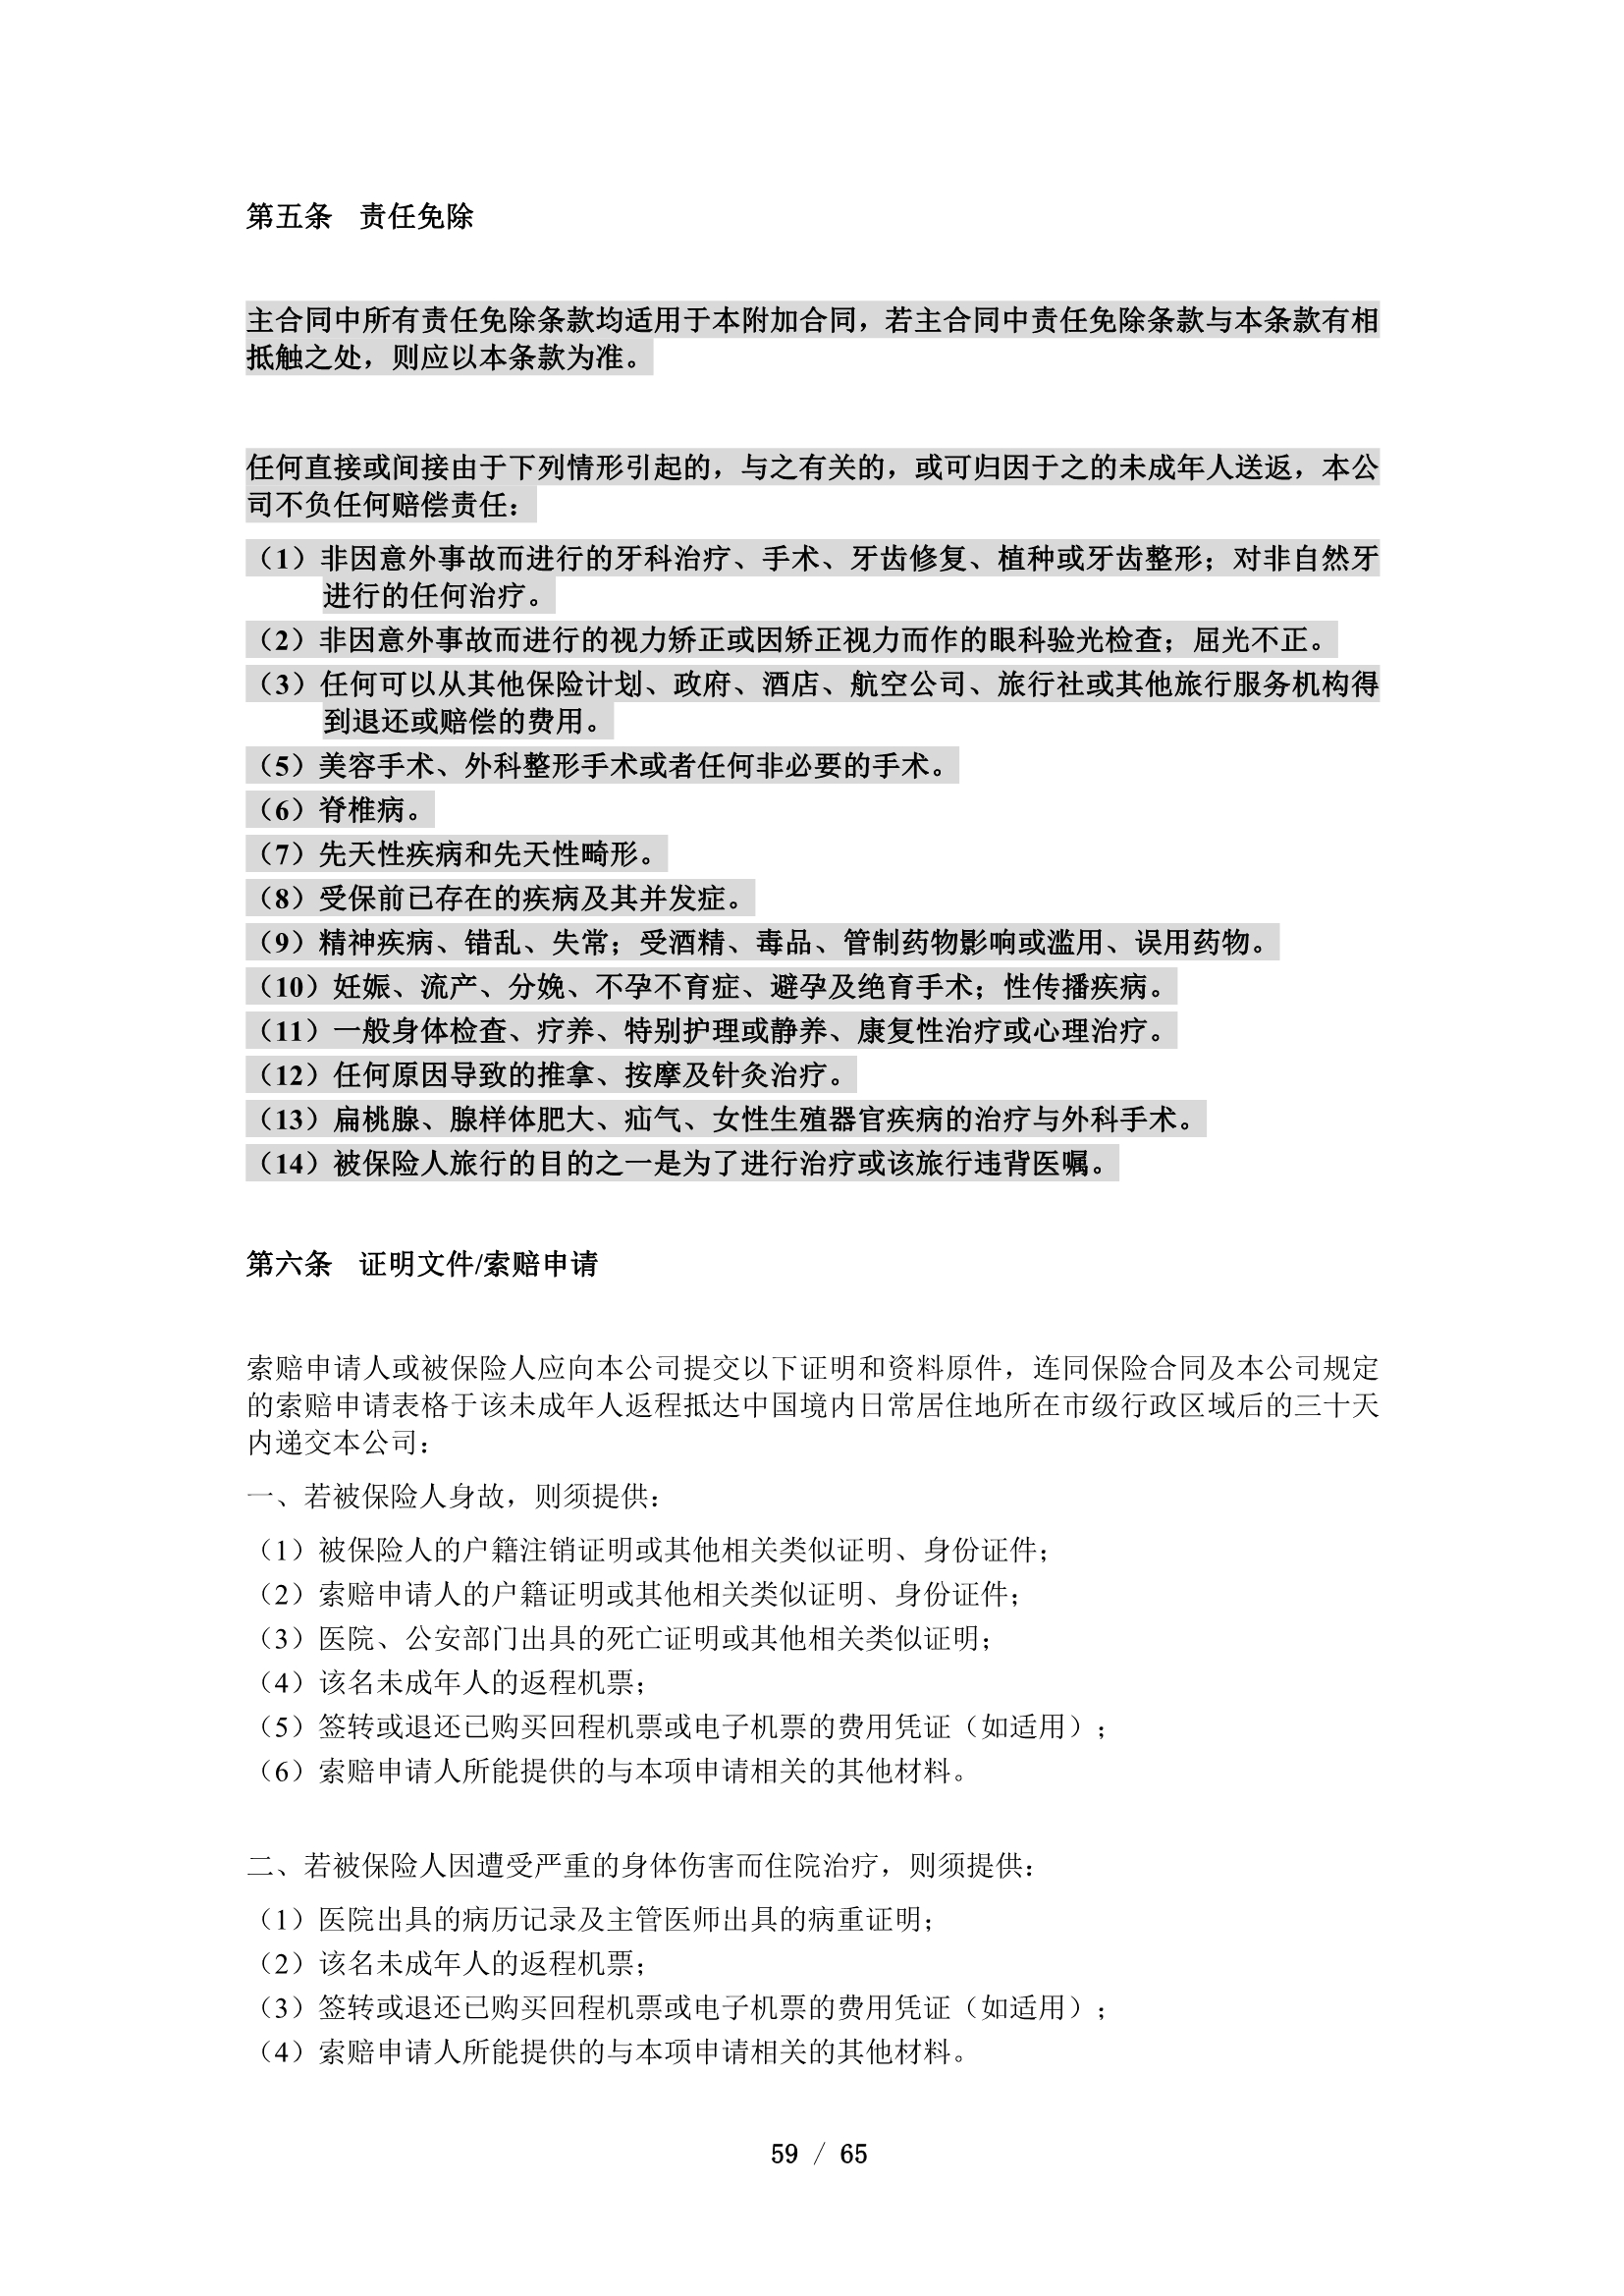 第五条 责任免除
主合同中所有责任免除条款均适用于本附加合同，若主合同中责任免除条款与本条款有相
抵触之处，则应以本条款为准。
任何直接或间接由于下列情形引起的，与之有关的，或可归因于之的未成年人送返，本公
司不负任何赔偿责任：
（1）非因意外事故而进行的牙科治疗、手术、牙齿修复、植种或牙齿整形；对非自然牙
进行的任何治疗。
（2）非因意外事故而进行的视力矫正或因矫正视力而作的眼科验光检查；屈光不正。
（3）任何可以从其他保险计划、政府、酒店、航空公司、旅行社或其他旅行服务机构得
到退还或赔偿的费用。
（5）美容手术、外科整形手术或者任何非必要的手术。
（6）脊椎病。
（7）先天性疾病和先天性畸形。
（8）受保前已存在的疾病及其并发症。
（9）精神疾病、错乱、失常；受酒精、毒品、管制药物影响或滥用、误用药物。
（10）妊娠、流产、分娩、不孕不育症、避孕及绝育手术；性传播疾病。
（11）一般身体检查、疗养、特别护理或静养、康复性治疗或心理治疗。
（12）任何原因导致的推拿、按摩及针灸治疗。
（13）扁桃腺、腺样体肥大、疝气、女性生殖器官疾病的治疗与外科手术。
（14）被保险人旅行的目的之一是为了进行治疗或该旅行违背医嘱。
第六条 证明文件/索赔申请
索赔申请人或被保险人应向本公司提交以下证明和资料原件，连同保险合同及本公司规定
的索赔申请表格于该未成年人返程抵达中国境内日常居住地所在市级行政区域后的三十天
内递交本公司：
一、若被保险人身故，则须提供：
（1）被保险人的户籍注销证明或其他相关类似证明、身份证件；
（2）索赔申请人的户籍证明或其他相关类似证明、身份证件；
（3）医院、公安部门出具的死亡证明或其他相关类似证明；
（4）该名未成年人的返程机票；
（5）签转或退还已购买回程机票或电子机票的费用凭证（如适用）；
（6）索赔申请人所能提供的与本项申请相关的其他材料。
二、若被保险人因遭受严重的身体伤害而住院治疗，则须提供：
（1）医院出具的病历记录及主管医师出具的病重证明；
（2）该名未成年人的返程机票；
（3）签转或退还已购买回程机票或电子机票的费用凭证（如适用）；
（4）索赔申请人所能提供的与本项申请相关的其他材料。
59 / 65